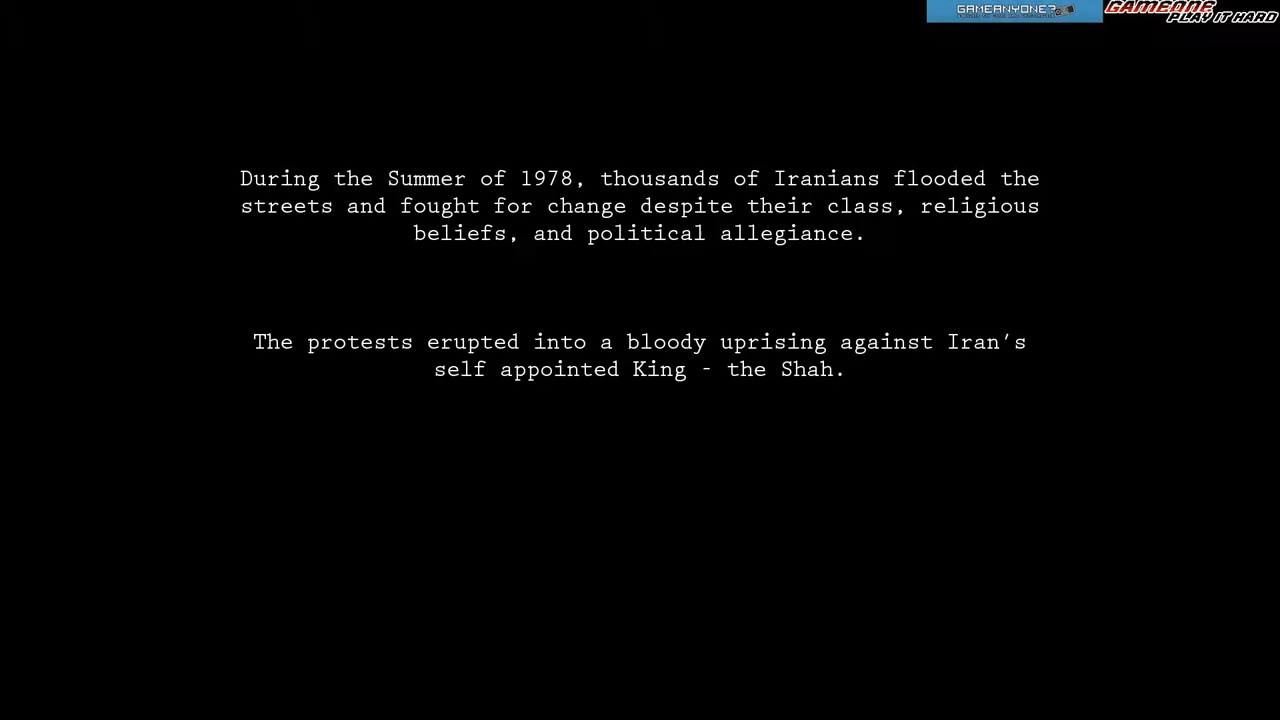 GAMEANYONE?
GAMEONE
PLAY IT HARD
During the Summer of 1978, thousands of Iranians flooded the
streets and fought for change despite their class, religious
beliefs, and political allegiance.
The protests erupted into a bloody uprising against Iran's
self appointed King - the Shah.